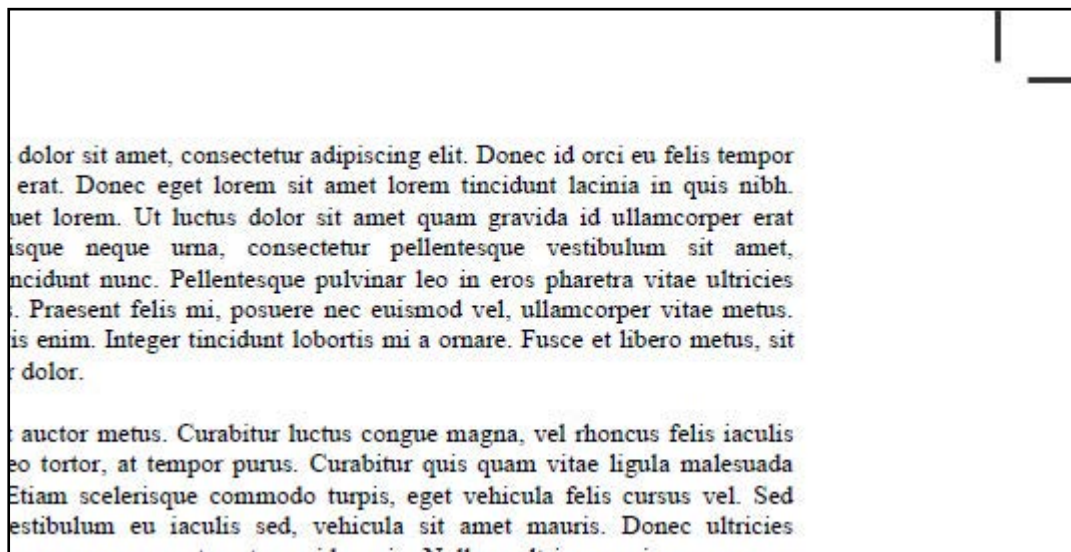 dolor sit amet, consectetur adipiscing elit. Donec id orci eu felis tempor
erat. Donec eget lorem sit amet lorem tincidunt lacinia in quis nibh.
uet lorem. Ut luctus dolor sit amet quam gravida id ullamcorper erat
isque neque urna, consectetur pellentesque vestibulum sit amet,
ncidunt nunc. Pellentesque pulvinar leo in eros pharetra vitae ultricies
s. Praesent felis mi, posuere nec euismod vel, ullamcorper vitae metus.
is enim. Integer tincidunt lobortis mi a ornare. Fusce et libero metus, sit
dolor.
auctor metus. Curabitur luctus congue magna, vel rhoncus felis iaculis
eo tortor, at tempor purus. Curabitur quis quam vitae ligula malesuada
Etiam scelerisque commodo turpis, eget vehicula felis cursus vel. Sed
estibulum eu iaculis sed, vehicula sit amet mauris. Donec ultricies